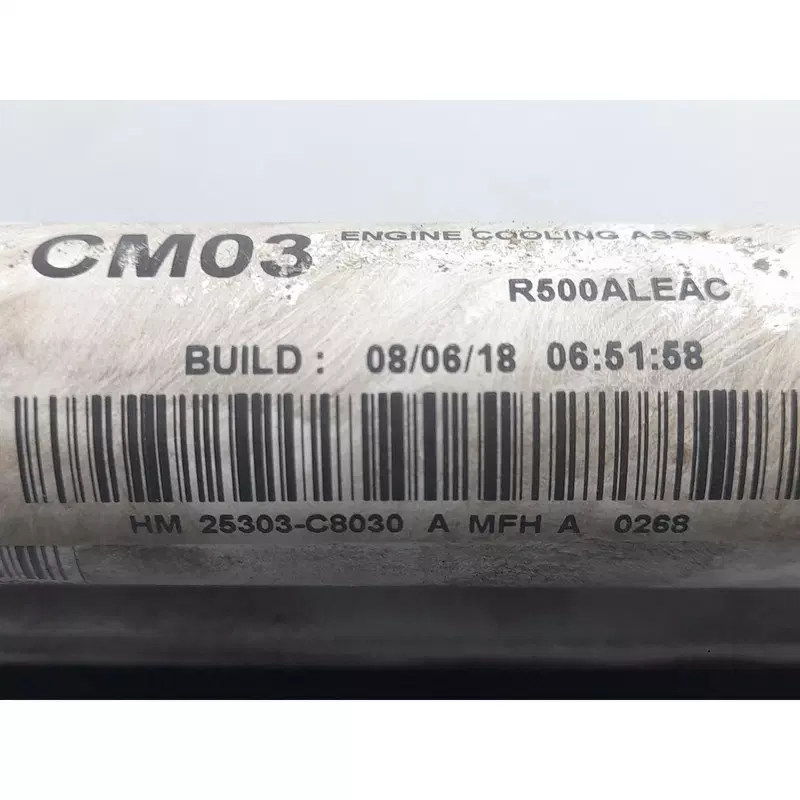 CM03 ENGINE COOLING ASSY
R500ALEAC
BUILD : 08/06/18 06:51:58
HM 25303-C8030 A MFH A 0268